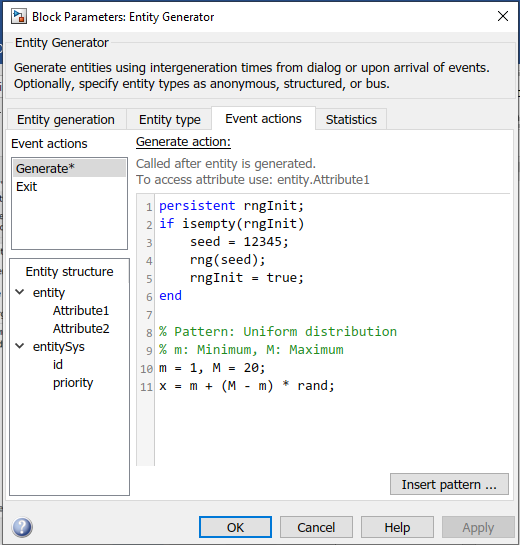 Block Parameters: Entity Generator
Entity Generator
Generate entities using intergeneration times from dialog or upon arrival of events.
Optionally, specify entity types as anonymous, structured, or bus.
Entity generation
Entity type
Event actions
Statistics
Event actions
Generate*
Exit
Entity structure
entity
Attribute1
Attribute2
entitySys
id
priority
Generate action:
Called after entity is generated.
To access attribute use: entity.Attribute1
1 persistent rngInit;
2 if isempty(rngInit)
3 seed = 12345;
4 rng(seed);
5 rngInit = true;
6 end
7
8 % Pattern: Uniform distribution
9 % m: Minimum, M: Maximum
10 m = 1, M = 20;
11 x = m + (M - m) * rand;
Insert pattern ...
?
OK
Cancel
Help
Apply